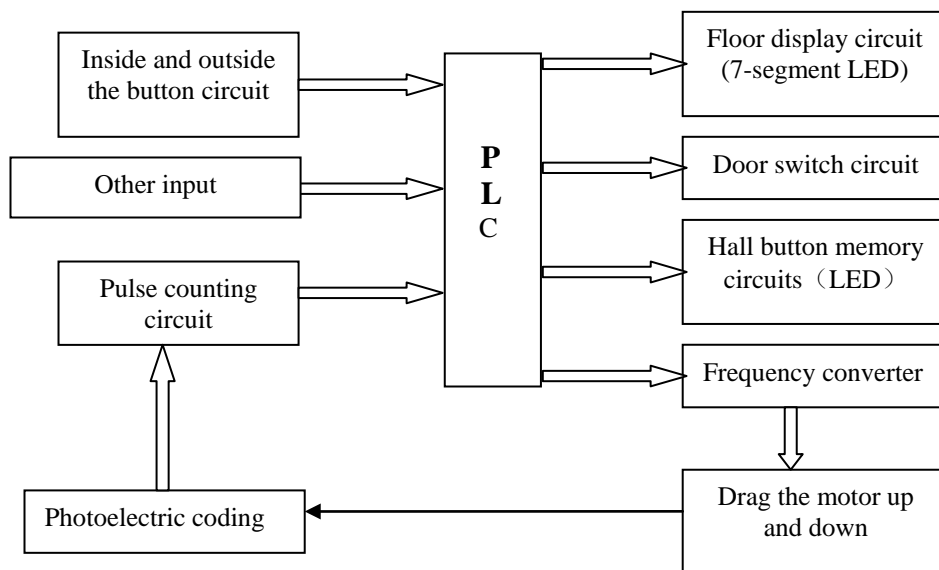 Inside and outside
the button circuit
Other input
Pulse counting
circuit
Photoelectric coding
P
L
C
Floor display circuit
(7-segment LED)
Door switch circuit
Hall button memory
circuits（LED）
Frequency converter
Drag the motor up
and down